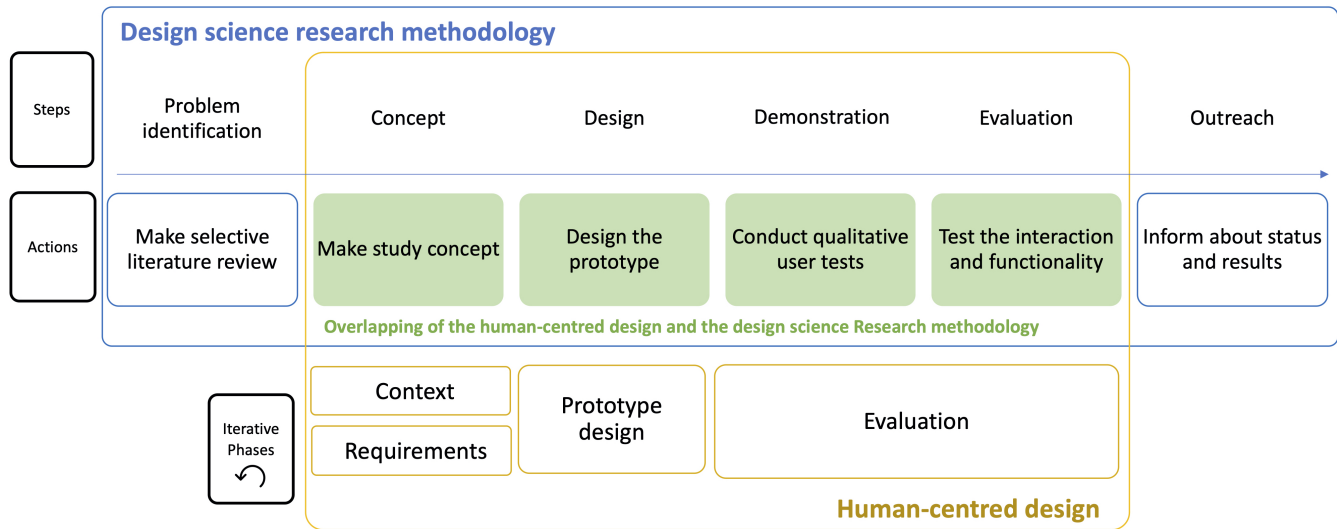 Design science research methodology
Steps
Problem
identification
Concept
Design
Demonstration
Evaluation
Outreach
Actions
Make selective
literature review
Make study concept
Design the
prototype
Conduct qualitative
user tests
Test the interaction
and functionality
Inform about status
and results
Overlapping of the human-centred design and the design science Research methodology
Iterative
Phases
Context
Requirements
Prototype
design
Evaluation
Human-centred design